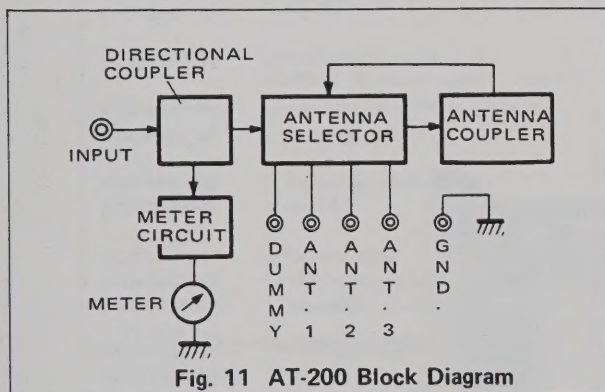 DIRECTIONAL
COUPLER
INPUT
ANTENNA
SELECTOR
ANTENNA
COUPLER
METER
CIRCUIT
METER
DUMMY
ANT. 1
ANT. 2
ANT. 3
GND.
Fig. 11 AT-200 Block Diagram